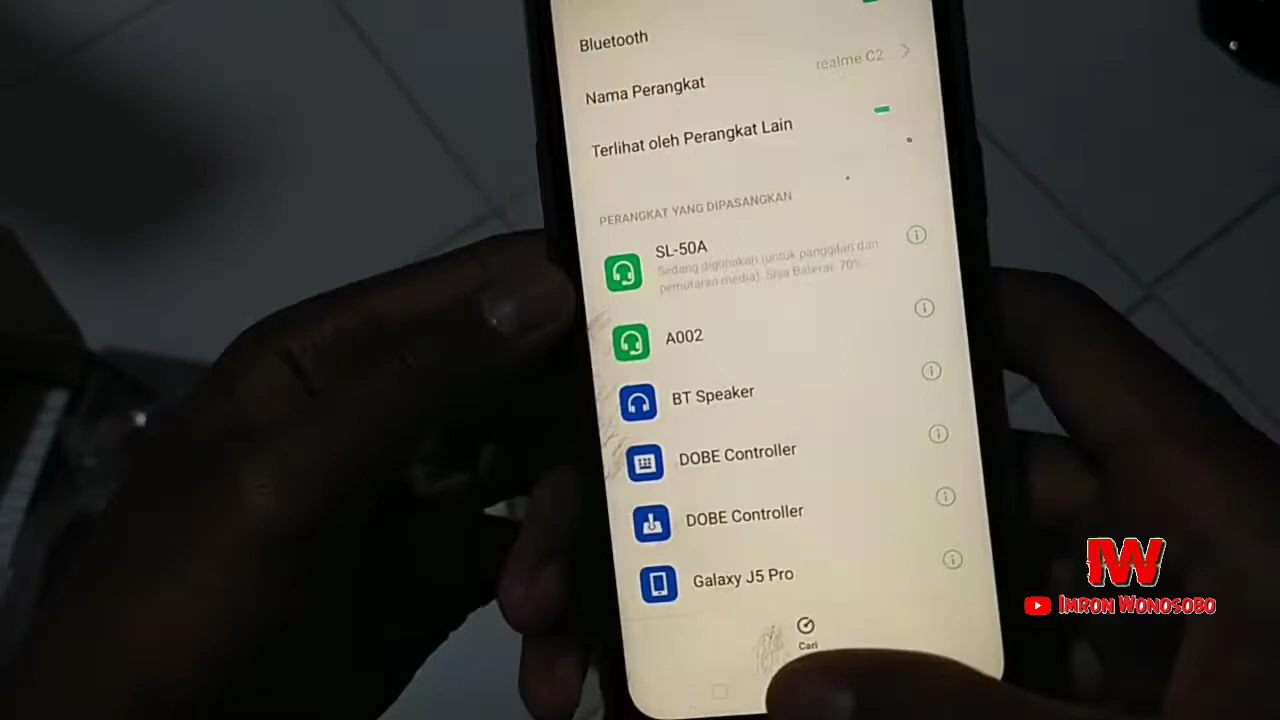 Bluetooth
Nama Perangkat
realme C2
Terlihat oleh Perangkat Lain
PERANGKAT YANG DIPASANGKAN
SL-50A
Sedang digunakan (untuk panggilan dan
pemutaran media). Sisa Baterai: 70%
A002
BT Speaker
DOBE Controller
DOBE Controller
Galaxy J5 Pro
Cari
IW
Imron Wonosobo